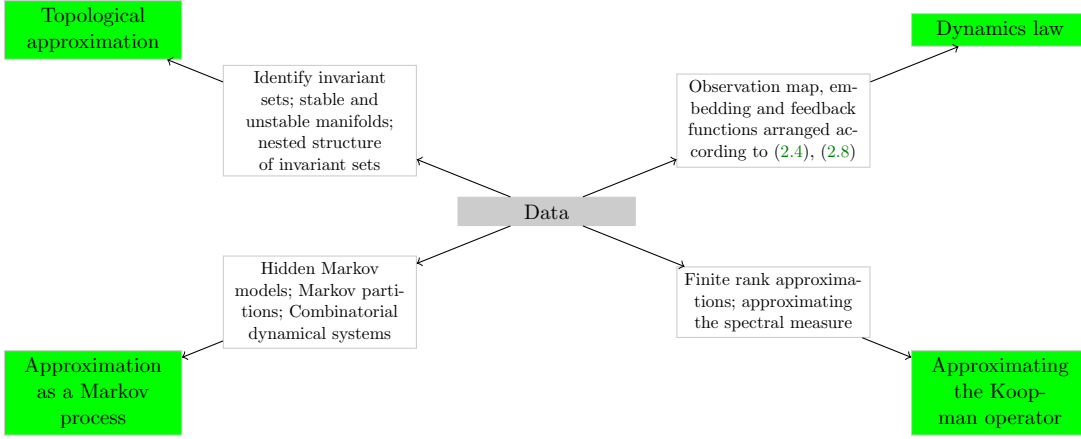 Topological
approximation
Dynamics law
Identify invariant
sets; stable and
unstable manifolds;
nested structure
of invariant sets
Observation map, em-
bedding and feedback
functions arranged ac-
cording to (2.4), (2.8)
Data
Hidden Markov
models; Markov parti-
tions; Combinatorial
dynamical systems
Finite rank approxima-
tions; approximating
the spectral measure
Approximation
as a Markov
process
Approximating
the Koop-
man operator